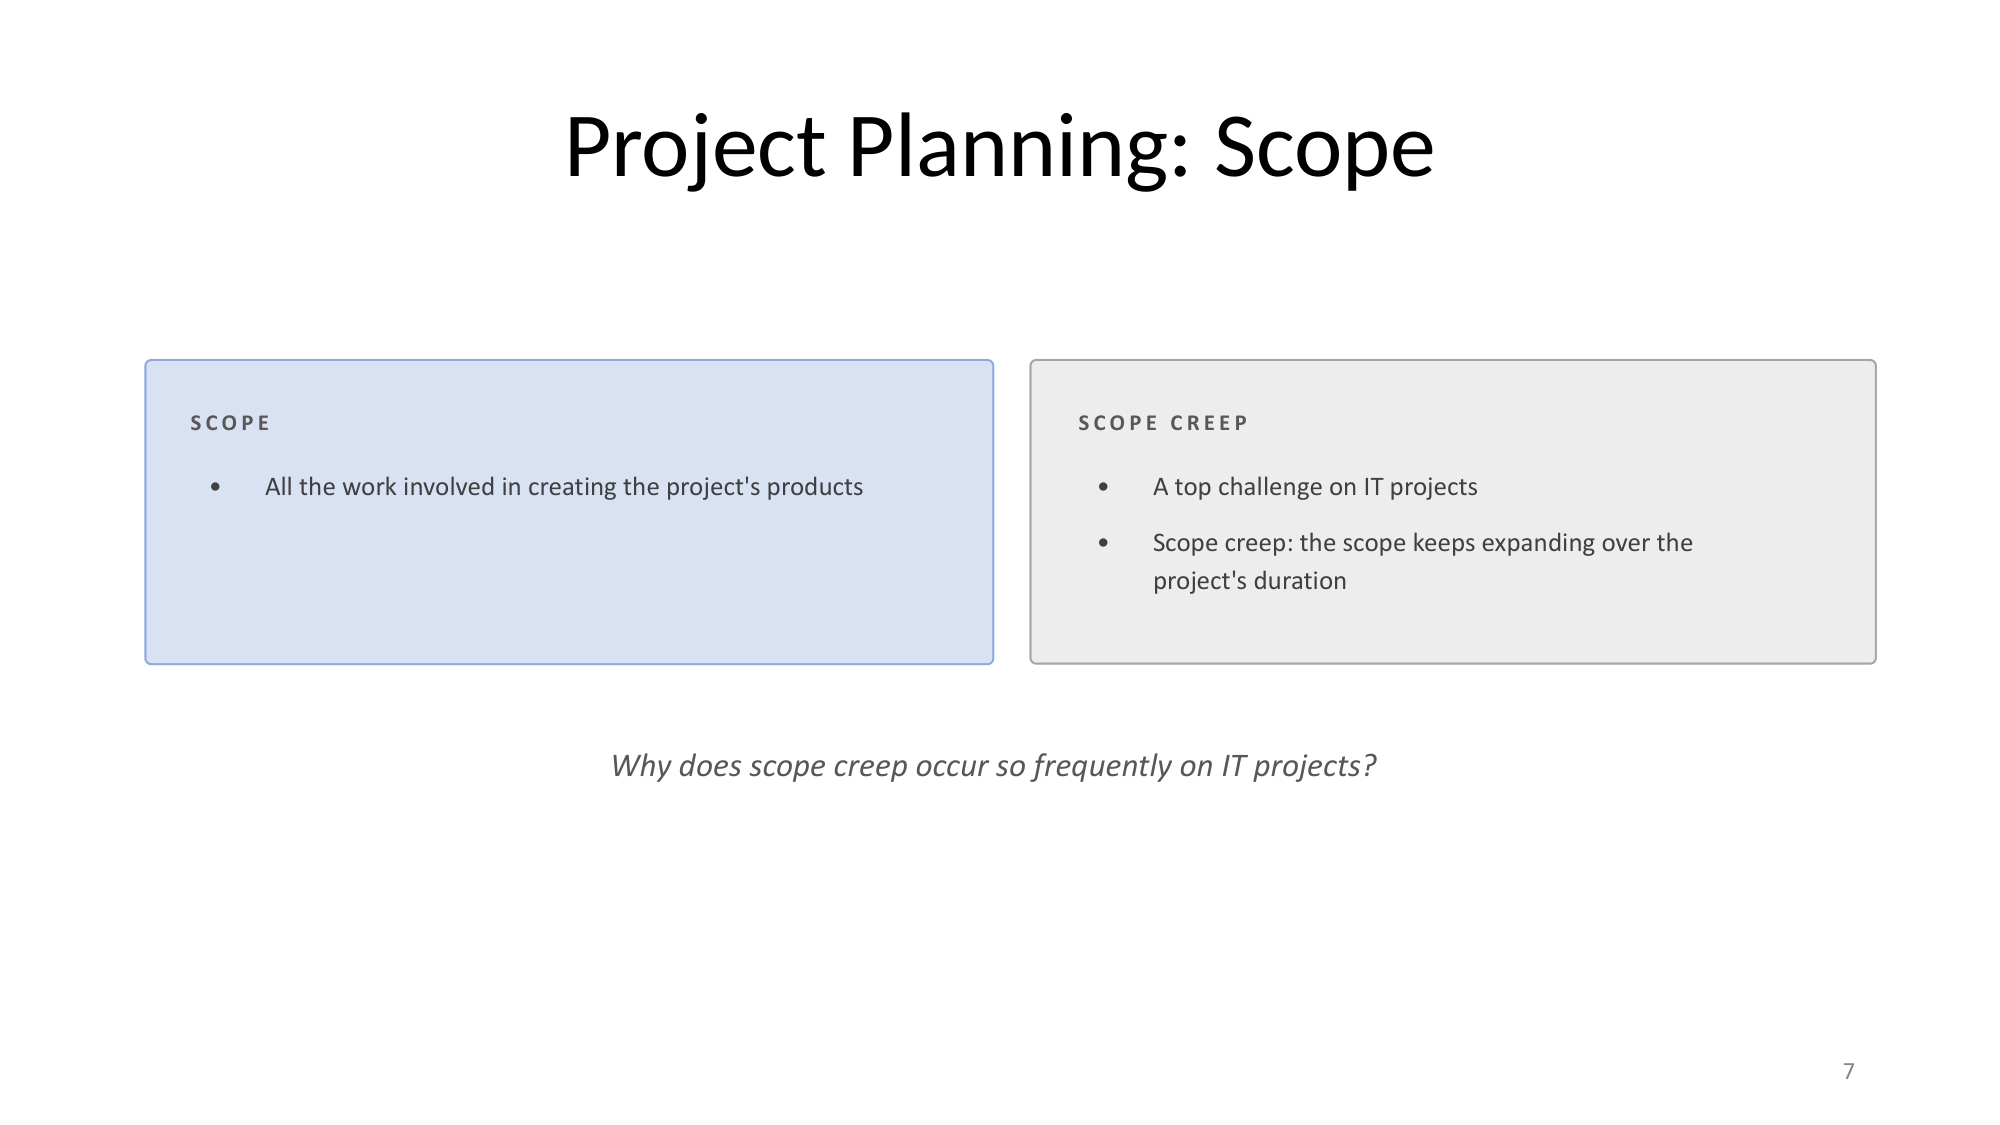 Project Planning: Scope
SCOPE
• All the work involved in creating the project's products
SCOPE CREEP
• A top challenge on IT projects
• Scope creep: the scope keeps expanding over the
project's duration
Why does scope creep occur so frequently on IT projects?
7